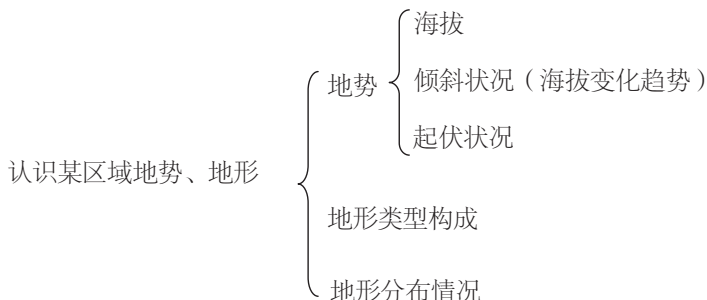 海拔
地势
倾斜状况（海拔变化趋势）
起伏状况
认识某区域地势、地形
地形类型构成
地形分布情况